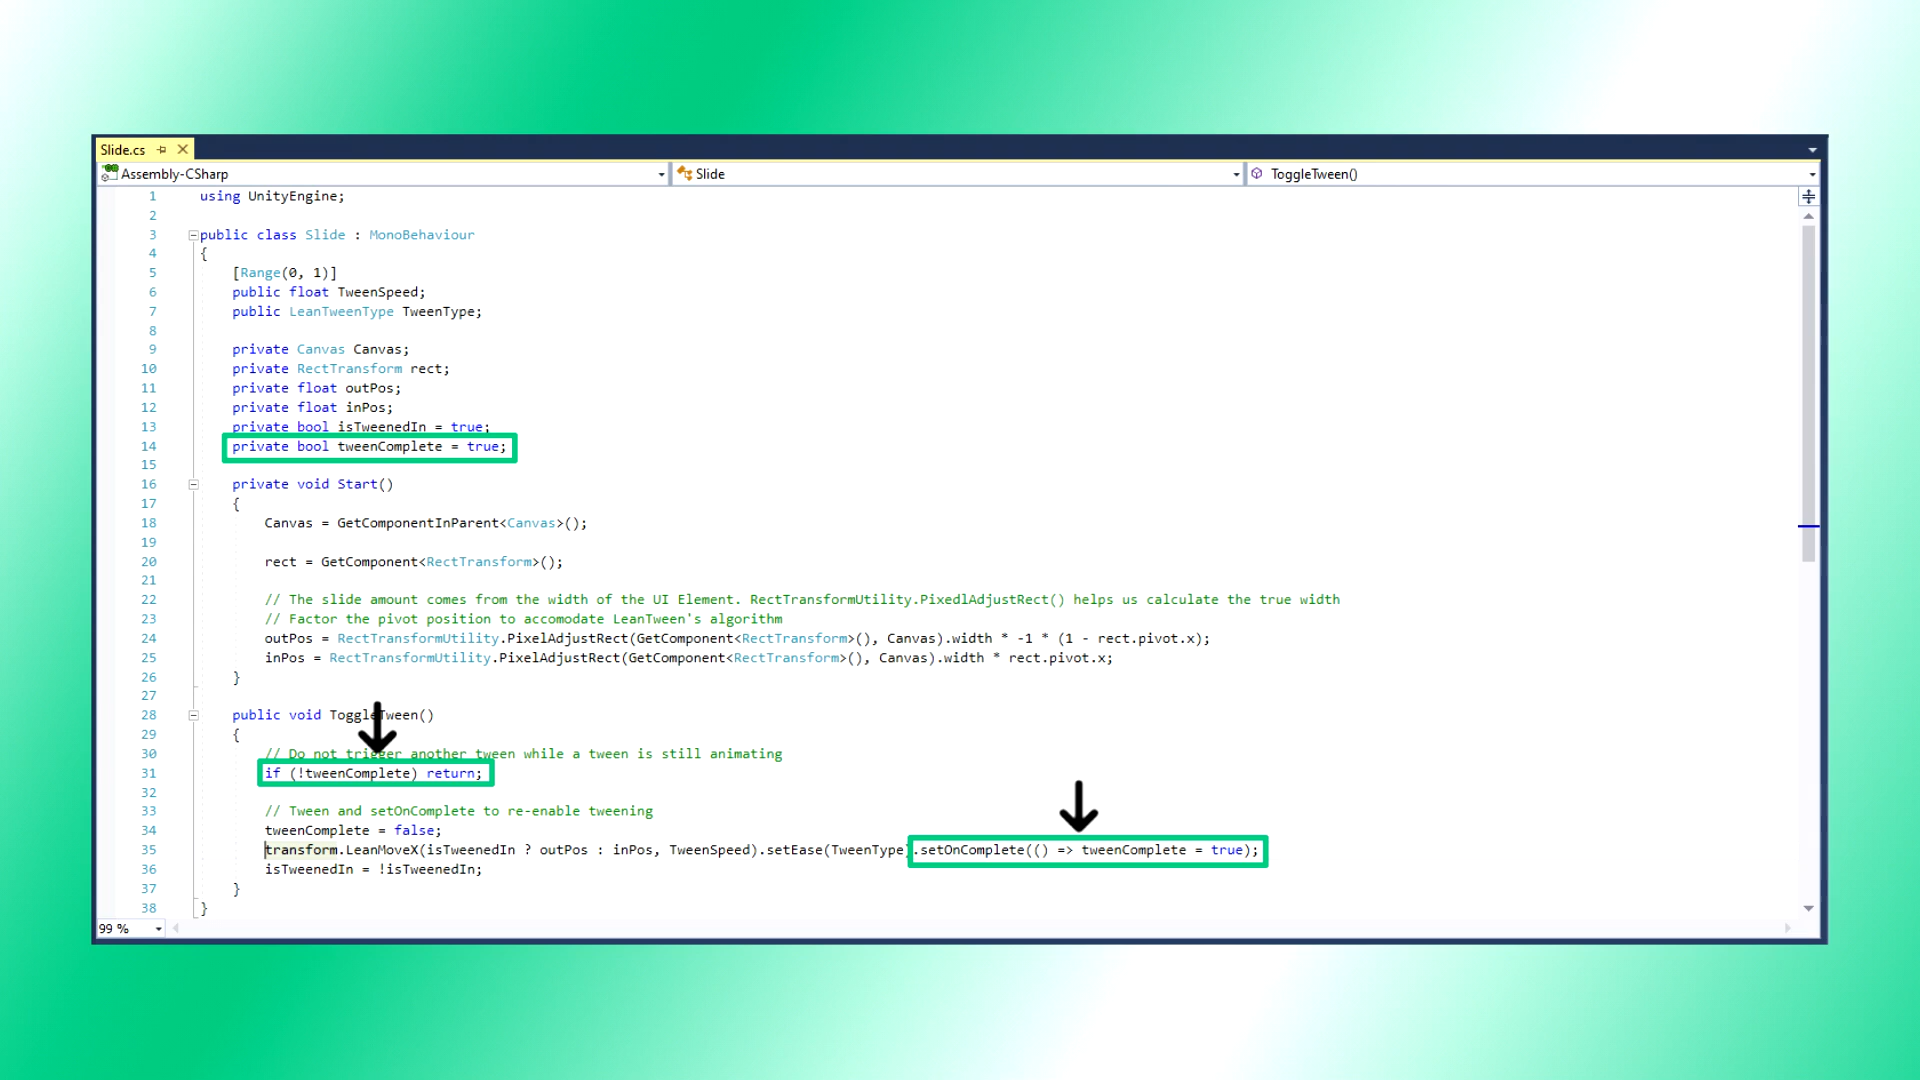 Slide.cs
Assembly-CSharp
Slide
ToggleTween()
1 using UnityEngine;
2
3 public class Slide : MonoBehaviour
4 {
5 [Range(0, 1)]
6 public float TweenSpeed;
7 public LeanTweenType TweenType;
8
9 private Canvas Canvas;
10 private RectTransform rect;
11 private float outPos;
12 private float inPos;
13 private bool isTweenedIn = true;
14 private bool tweenComplete = true;
15
16 private void Start()
17 {
18 Canvas = GetComponentInParent<Canvas>();
19
20 rect = GetComponent<RectTransform>();
21
22 // The slide amount comes from the width of the UI Element. RectTransformUtility.PixedlAdjustRect() helps us calculate the true width
23 // Factor the pivot position to accomodate LeanTween's algorithm
24 outPos = RectTransformUtility.PixelAdjustRect(GetComponent<RectTransform>(), Canvas).width * -1 * (1 - rect.pivot.x);
25 inPos = RectTransformUtility.PixelAdjustRect(GetComponent<RectTransform>(), Canvas).width * rect.pivot.x;
26 }
27
28 public void ToggleTween()
29 {
30 // Do not trigger another tween while a tween is still animating
31 if (!tweenComplete) return;
32
33 // Tween and setOnComplete to re-enable tweening
34 tweenComplete = false;
35 transform.LeanMoveX(isTweenedIn ? outPos : inPos, TweenSpeed).setEase(TweenType).setOnComplete(() => tweenComplete = true);
36 isTweenedIn = !isTweenedIn;
37 }
38 }
99 %